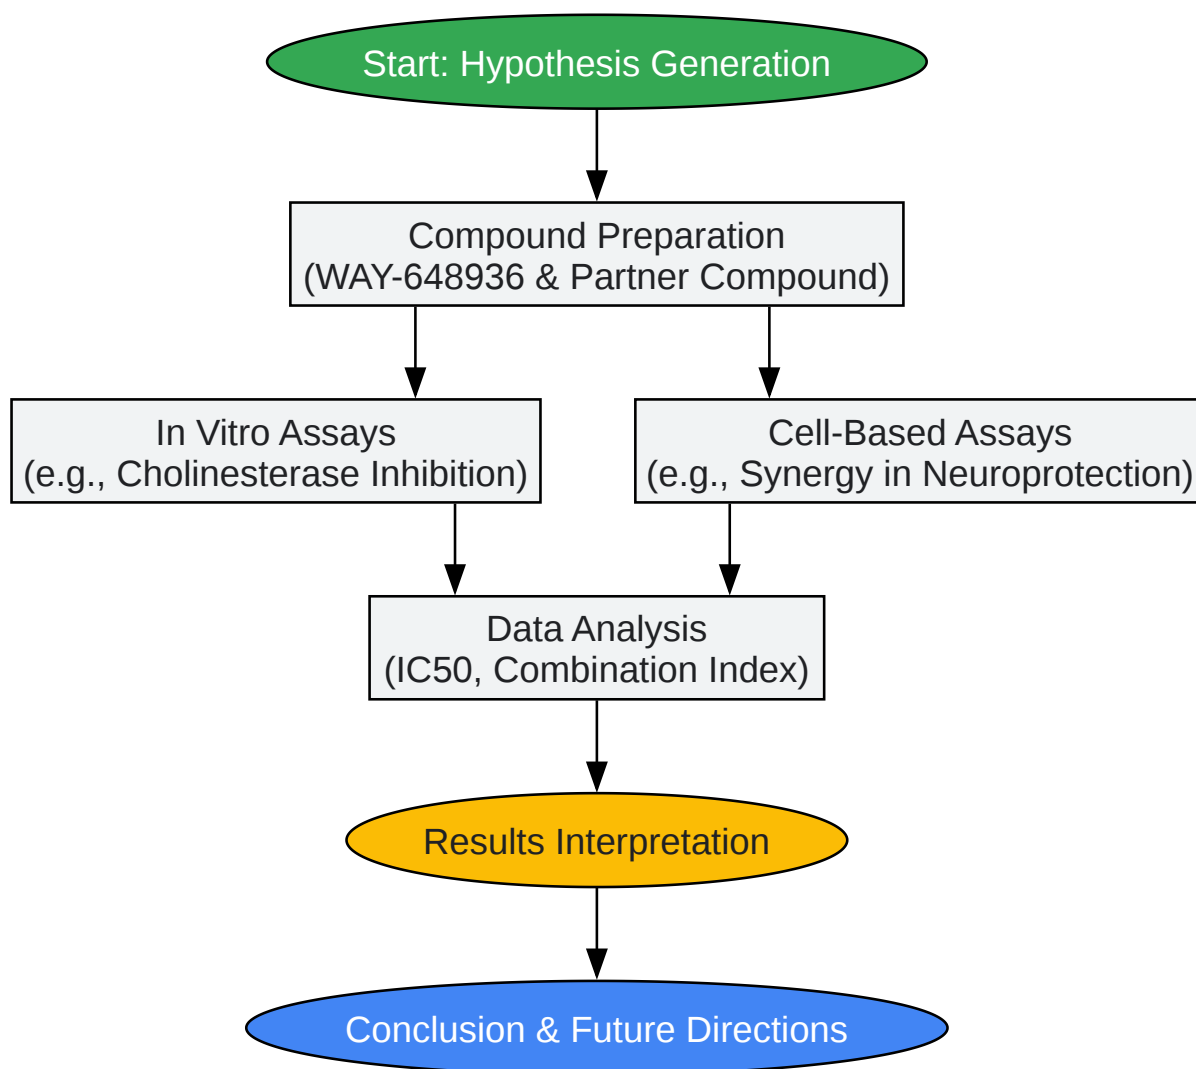 Start: Hypothesis Generation
Compound Preparation
(WAY-648936 & Partner Compound)
In Vitro Assays
(e.g., Cholinesterase Inhibition)
Cell-Based Assays
(e.g., Synergy in Neuroprotection)
Data Analysis
(IC50, Combination Index)
Results Interpretation
Conclusion & Future Directions